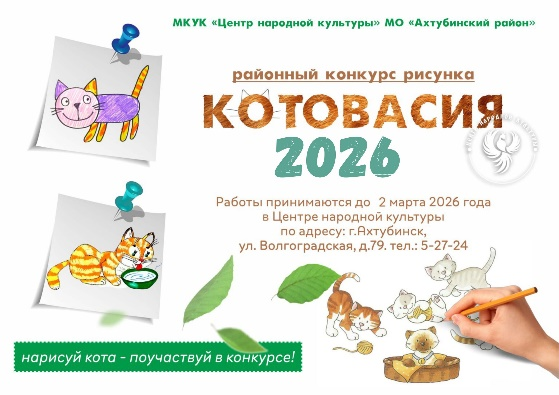 МКУК «Центр народной культуры» МО «Ахтубинский район»
районный конкурс рисунка
КОТОВАСИЯ
2026
Работы принимаются до 2 марта 2026 года
в Центре народной культуры
по адресу: г.Ахтубинск,
ул. Волгоградская, д.79. тел.: 5-27-24
нарисуй кота - поучаствуй в конкурсе!